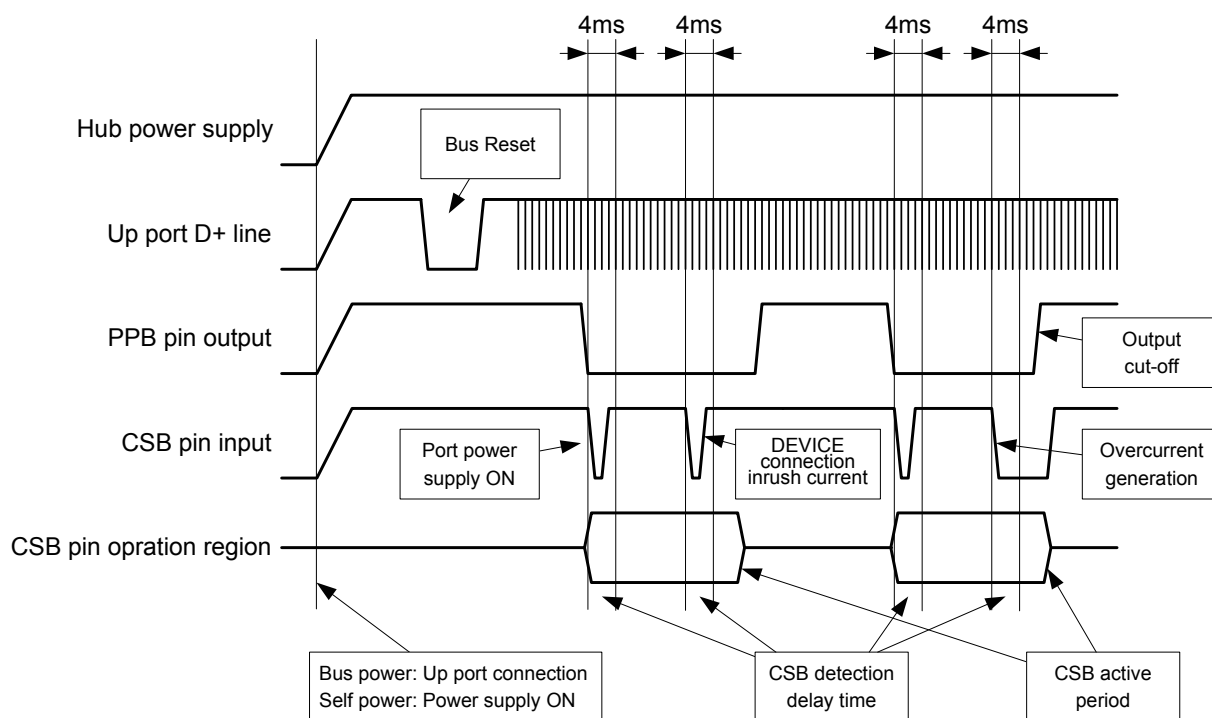 4ms
4ms
4ms
4ms
Hub power supply
Bus Reset
Up port D+ line
PPB pin output
Output
cut-off
CSB pin input
Port power
supply ON
DEVICE
connection
inrush current
Overcurrent
generation
CSB pin opration region
Bus power: Up port connection
Self power: Power supply ON
CSB detection
delay time
CSB active
period